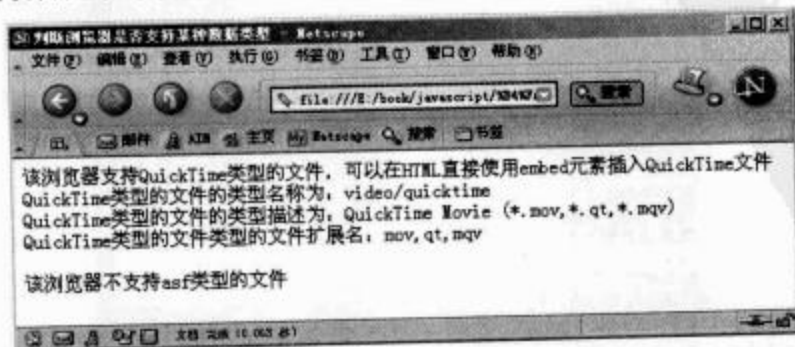 判断浏览器是否支持某种数据类型 - Netscape
文件(F) 编辑(E) 查看(V) 执行(G) 书签(B) 工具(T) 窗口(W) 帮助(H)
file:///E:/book/javascript/ 搜索 N
邮件 AIM 主页 Netscape 搜索 书签
该浏览器支持QuickTime类型的文件，可以在HTML直接使用embed元素插入QuickTime文件
QuickTime类型的文件的类型名称为：video/quicktime
QuickTime类型的文件的类型描述为：QuickTime Movie (*.mov,*.qt,*.mqv)
QuickTime类型的文件类型的文件扩展名：mov,qt,mqv
该浏览器不支持asf类型的文件
文档 完成